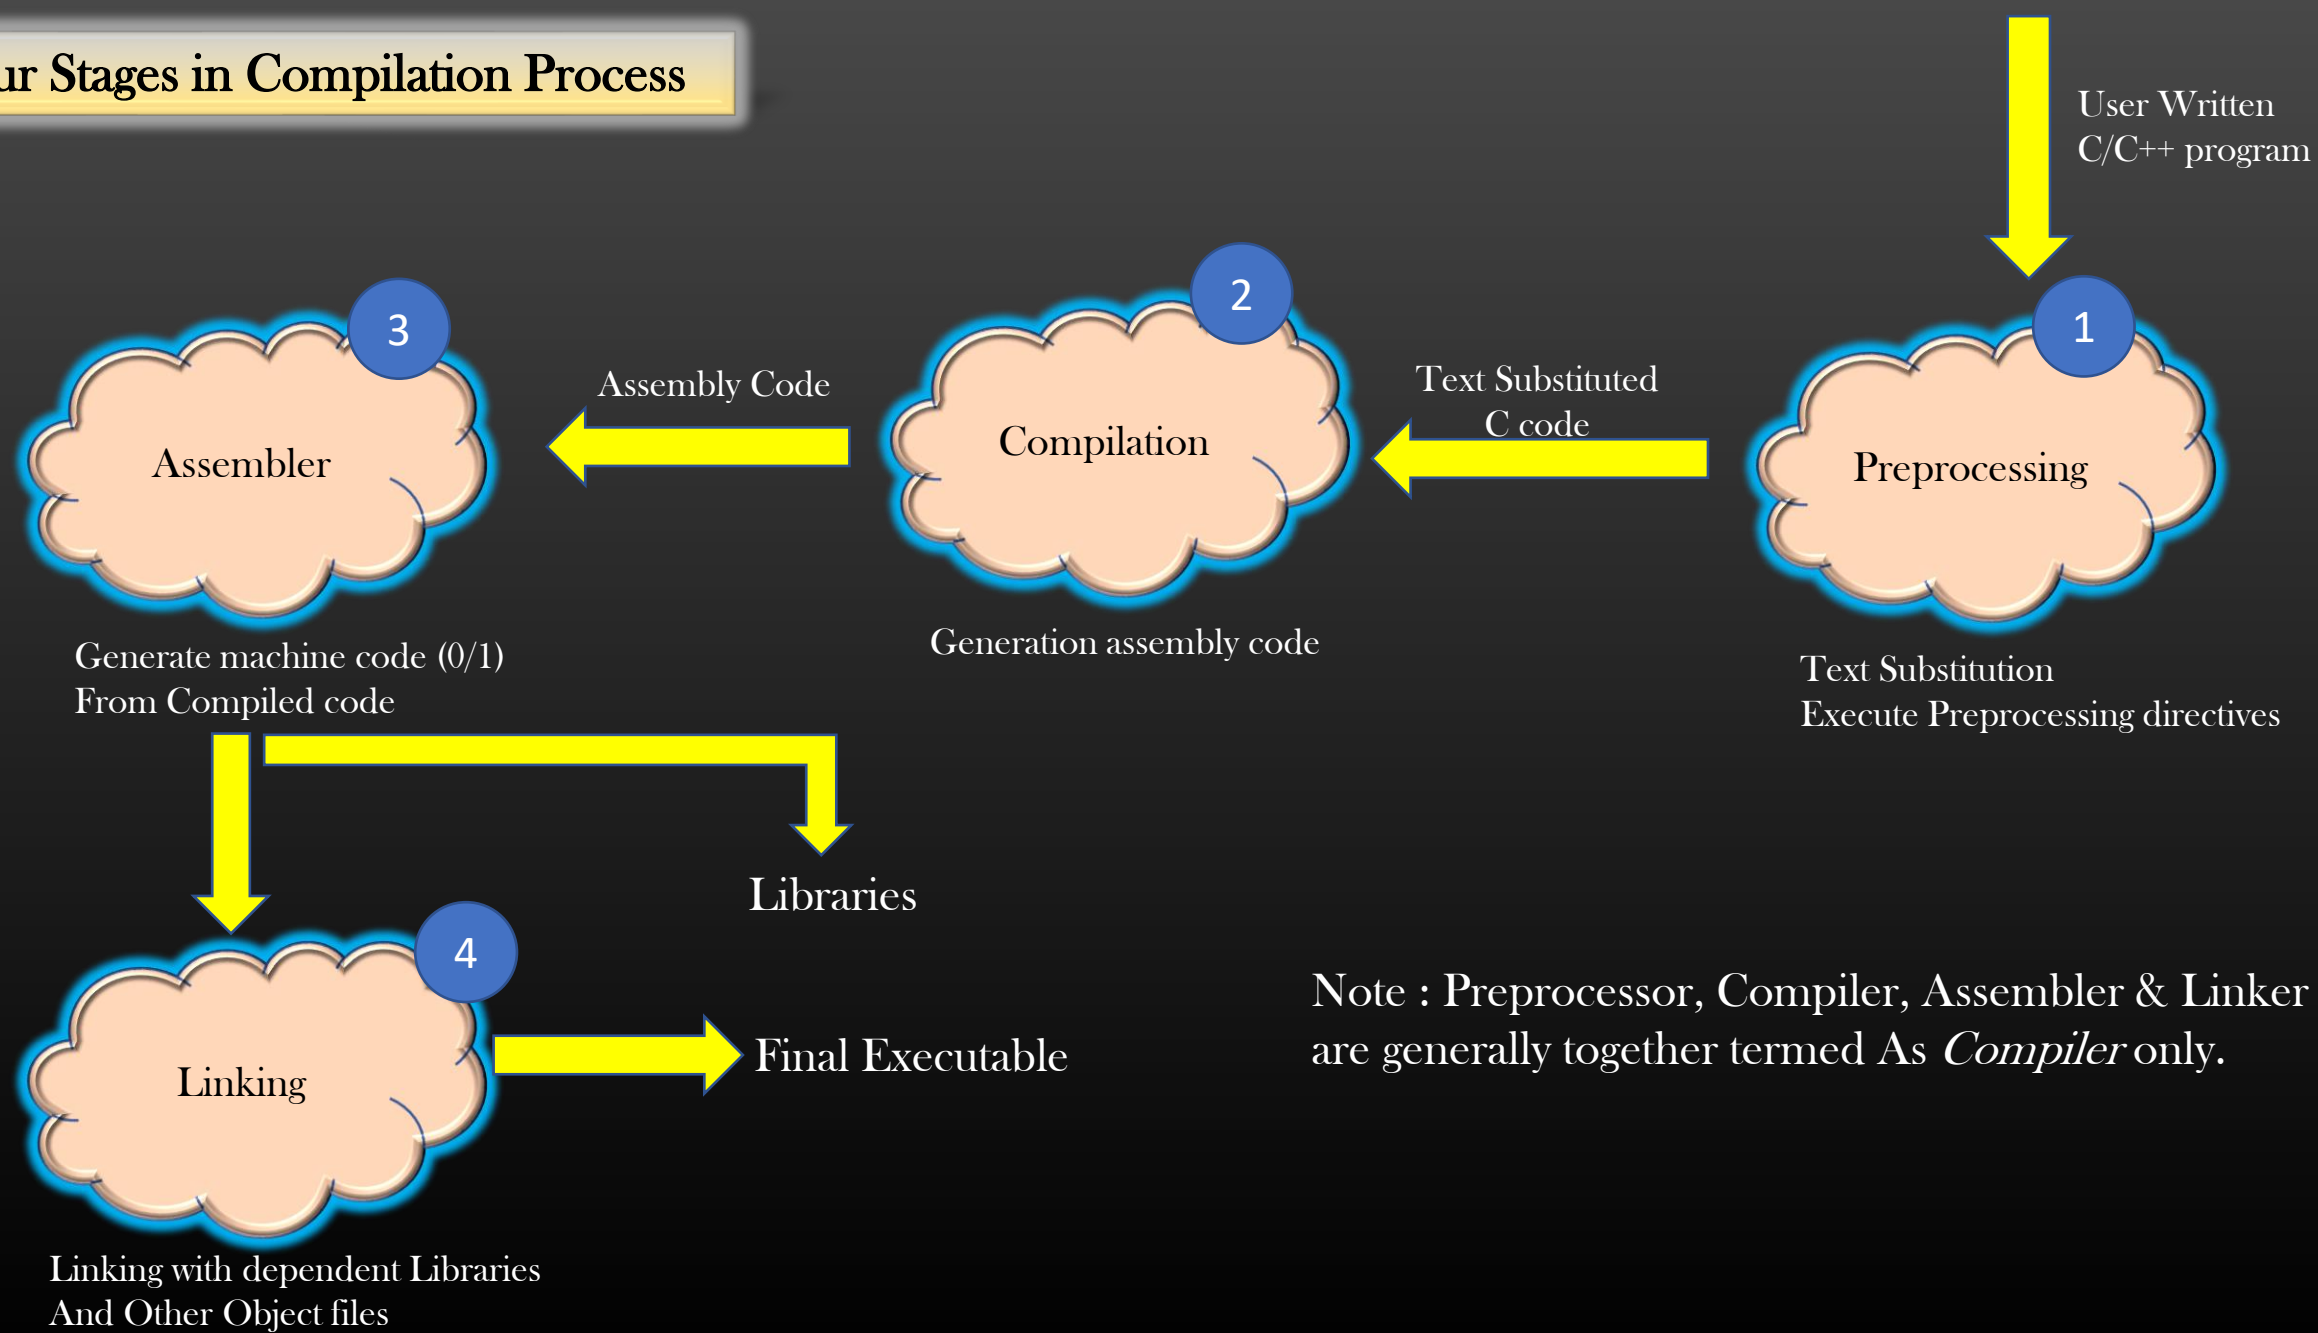 ur Stages in Compilation Process
User Written
C/C++ program
1
Preprocessing
Text Substitution
Execute Preprocessing directives
Text Substituted
C code
2
Compilation
Generation assembly code
Assembly Code
3
Assembler
Generate machine code (0/1)
From Compiled code
Libraries
4
Linking
Linking with dependent Libraries
And Other Object files
Final Executable
Note : Preprocessor, Compiler, Assembler & Linker
are generally together termed As Compiler only.